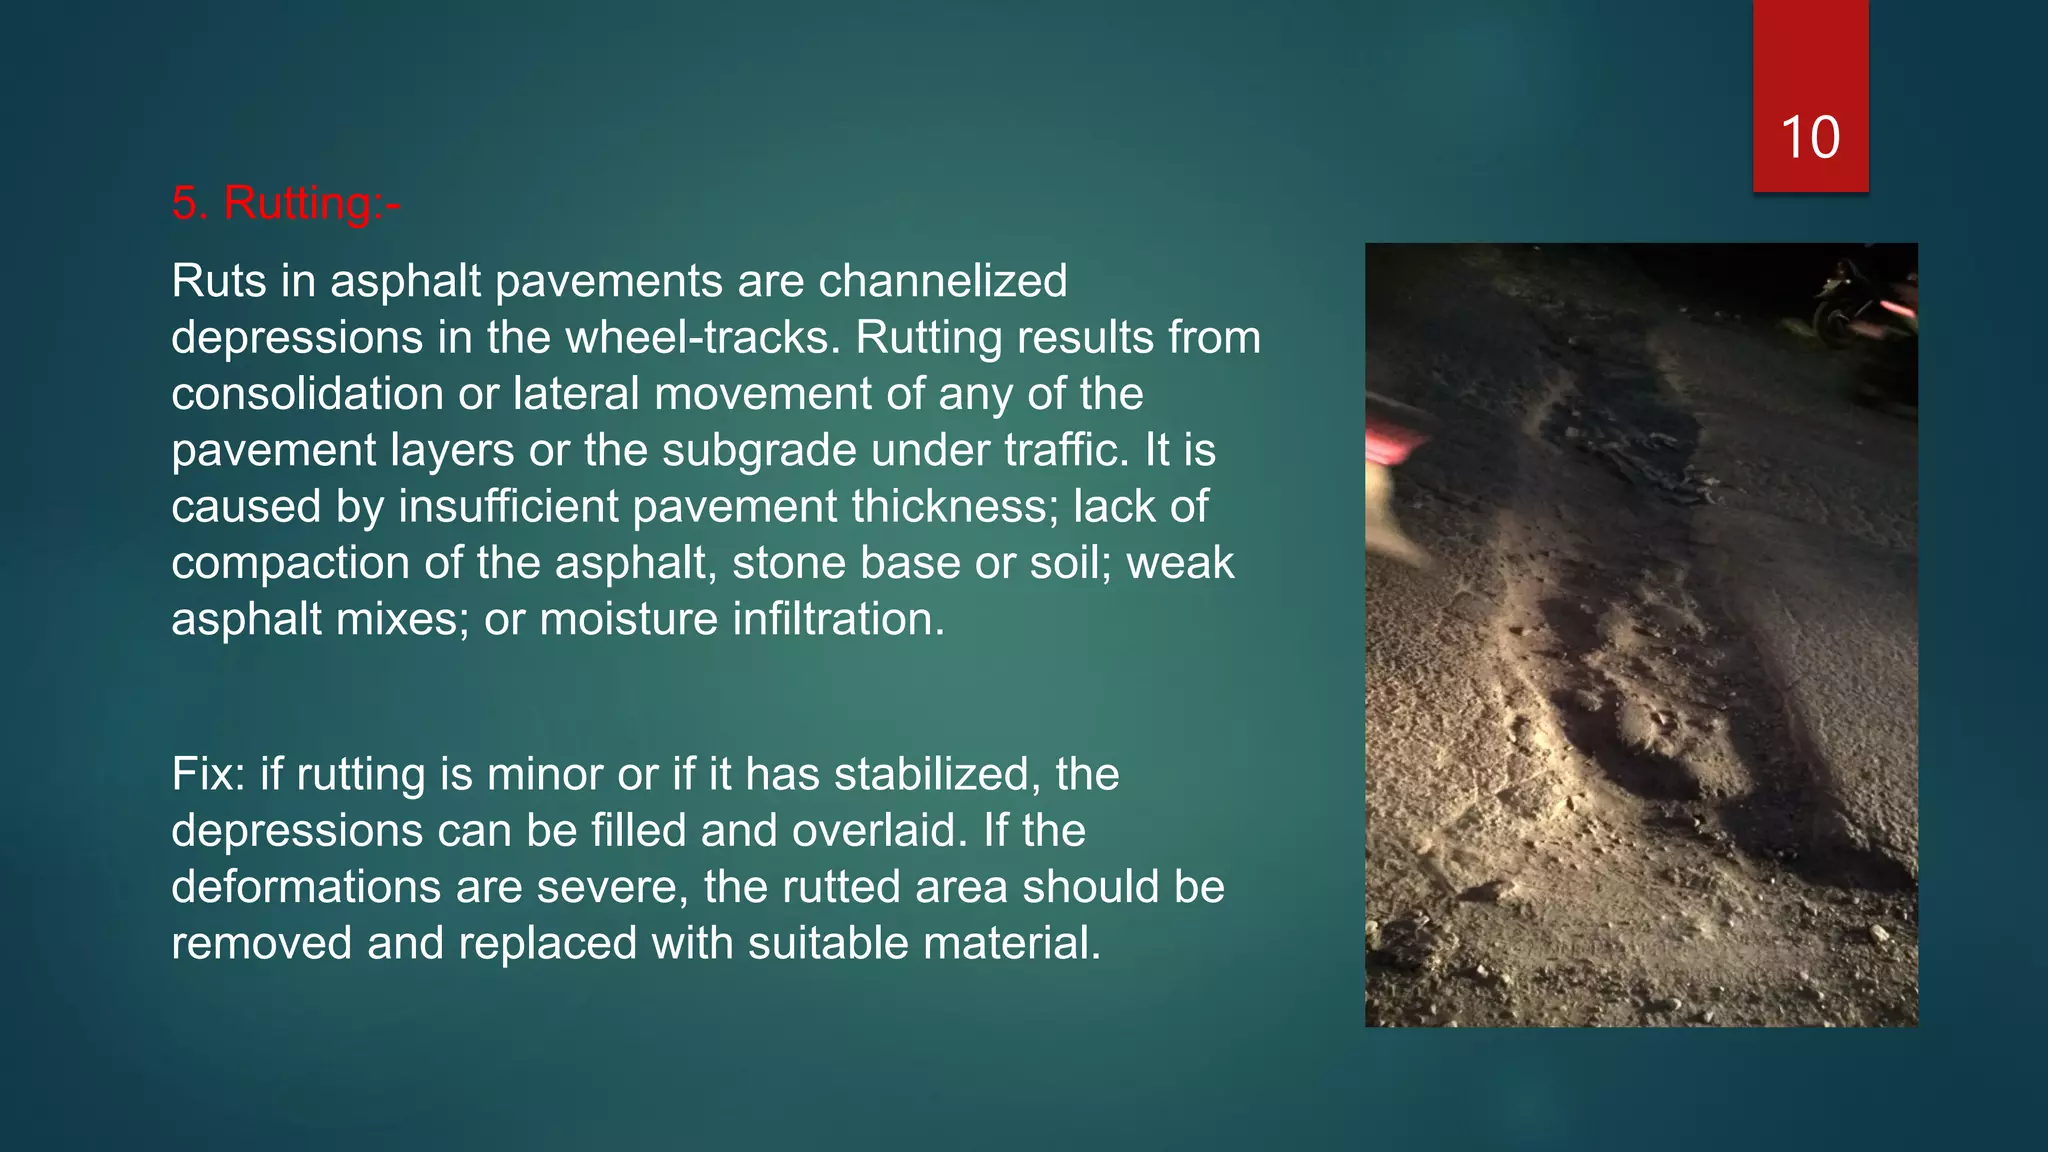 10
5. Rutting:-
Ruts in asphalt pavements are channelized
depressions in the wheel-tracks. Rutting results from
consolidation or lateral movement of any of the
pavement layers or the subgrade under traffic. It is
caused by insufficient pavement thickness; lack of
compaction of the asphalt, stone base or soil; weak
asphalt mixes; or moisture infiltration.
Fix: if rutting is minor or if it has stabilized, the
depressions can be filled and overlaid. If the
deformations are severe, the rutted area should be
removed and replaced with suitable material.